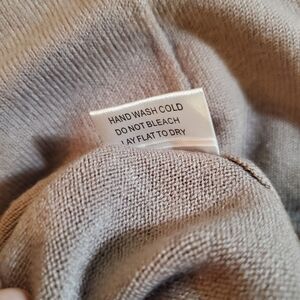 HAND WASH COLD
DO NOT BLEACH
LAY FLAT TO DRY